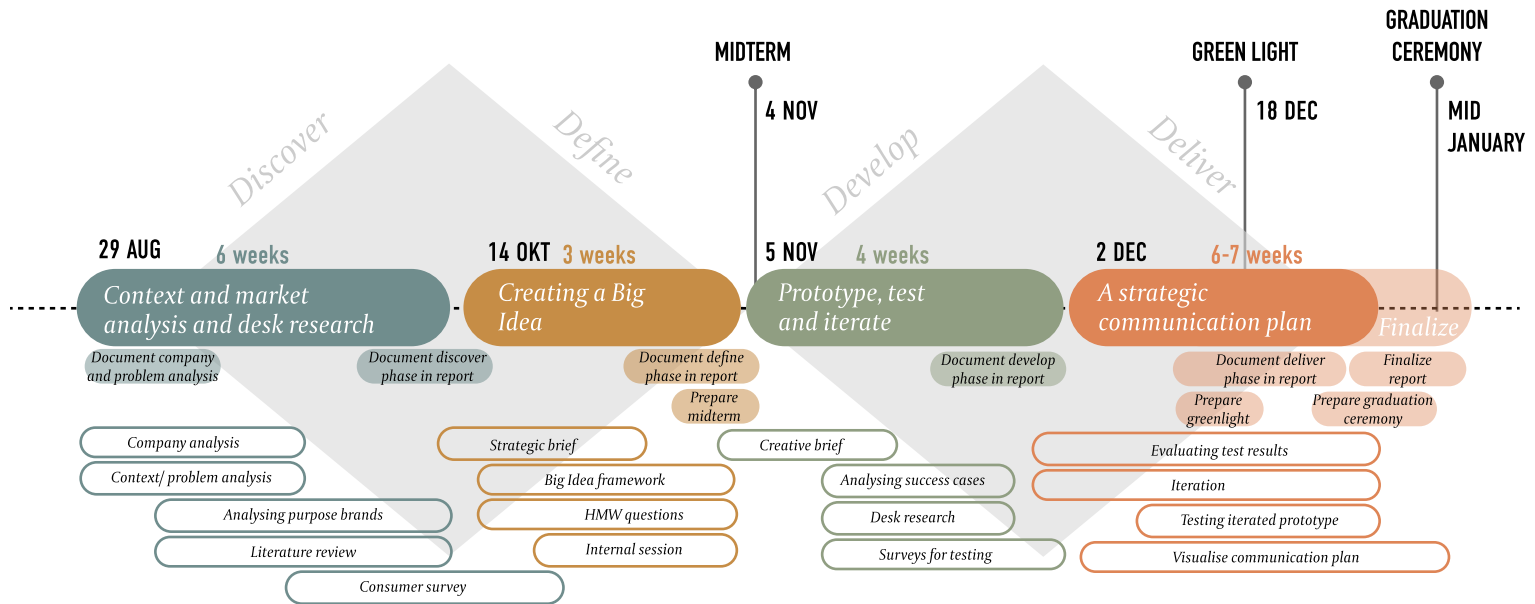 GRADUATION
CEREMONY
MIDTERM
GREEN LIGHT
4 NOV
18 DEC
MID
JANUARY
Discover
Define
Develop
Deliver
29 AUG
6 weeks
14 OKT
3 weeks
5 NOV
4 weeks
2 DEC
6-7 weeks
Context and market
analysis and desk research
Creating a Big
Idea
Prototype, test
and iterate
A strategic
communication plan
Finalize
Document company
and problem analysis
Document discover
phase in report
Document define
phase in report
Prepare
midterm
Document develop
phase in report
Document deliver
phase in report
Finalize
report
Prepare
greenlight
Prepare graduation
ceremony
Company analysis
Context/ problem analysis
Analysing purpose brands
Literature review
Consumer survey
Strategic brief
Big Idea framework
HMW questions
Internal session
Creative brief
Analysing success cases
Desk research
Surveys for testing
Evaluating test results
Iteration
Testing iterated prototype
Visualise communication plan